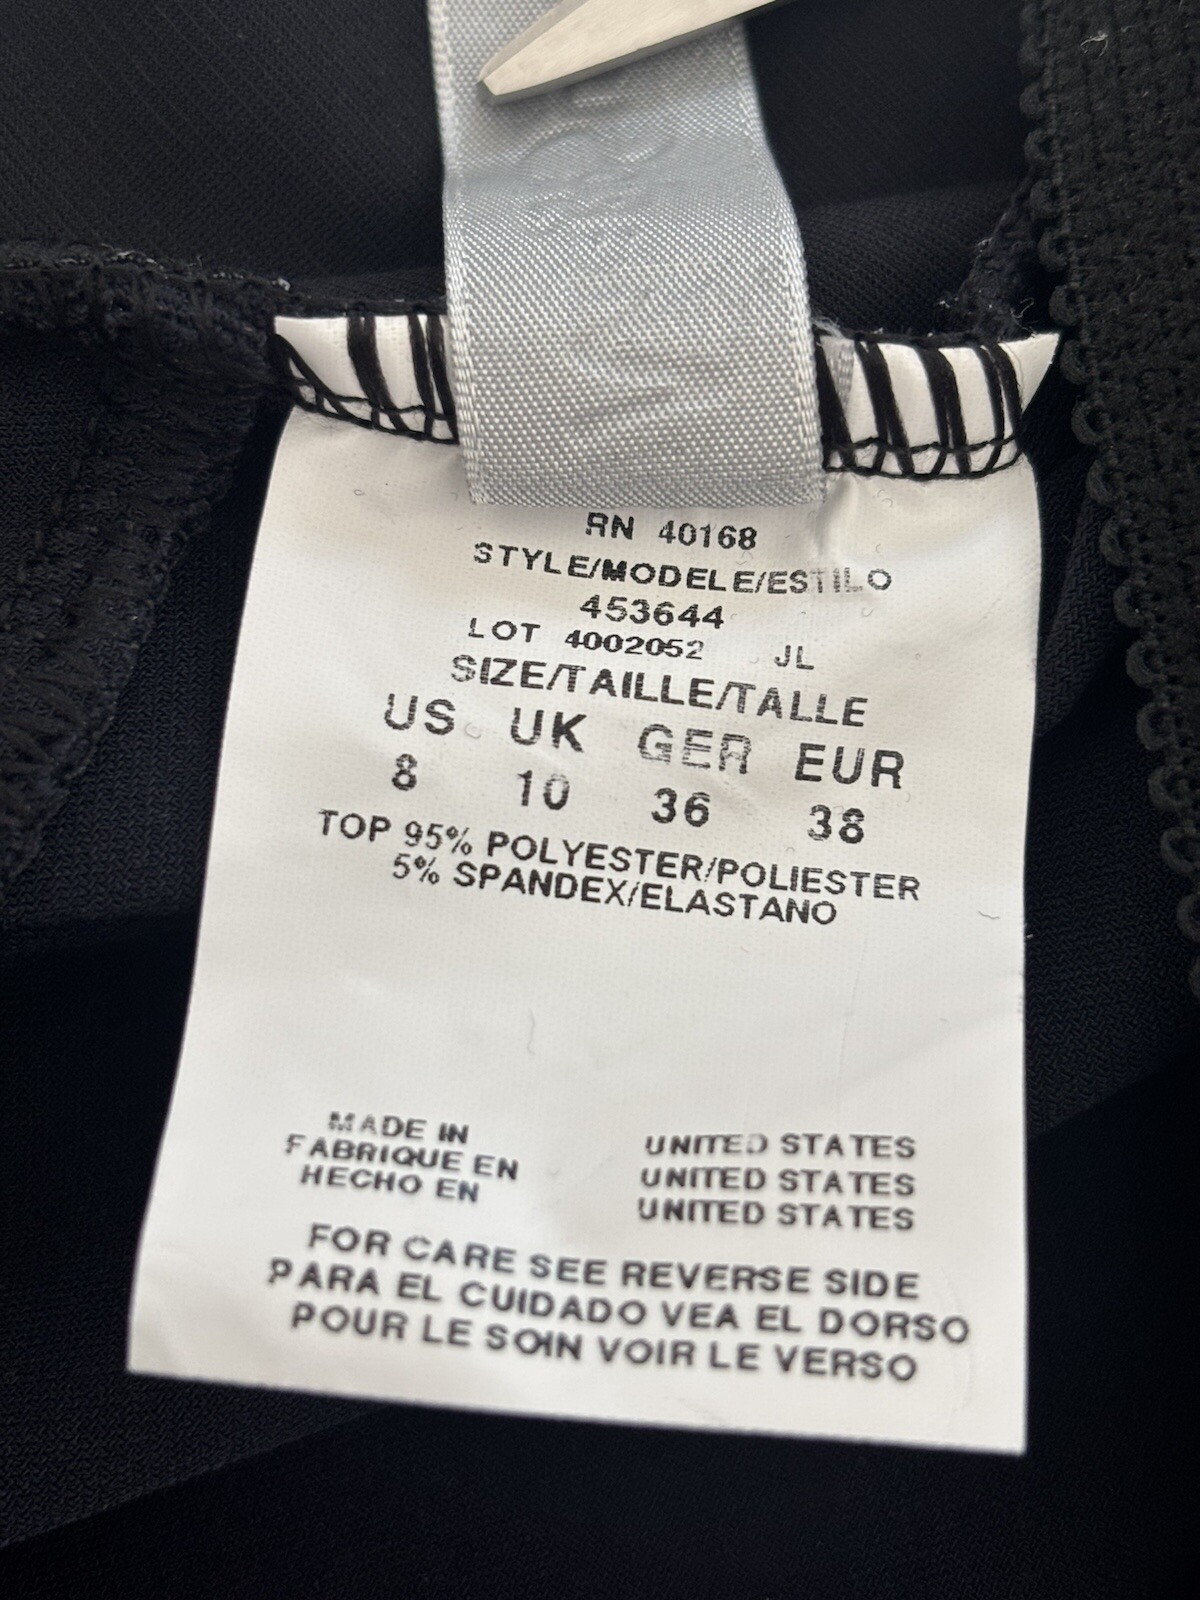 RN 40168
STYLE/MODELE/ESTILO
453644
LOT 4002052 JL
SIZE/TAILLE/TALLE
US UK GER EUR
8 10 36 38
TOP 95% POLYESTER/POLIESTER
5% SPANDEX/ELASTANO
MADE IN UNITED STATES
FABRIQUE EN UNITED STATES
HECHO EN UNITED STATES
FOR CARE SEE REVERSE SIDE
PARA EL CUIDADO VEA EL DORSO
POUR LE SOIN VOIR LE VERSO